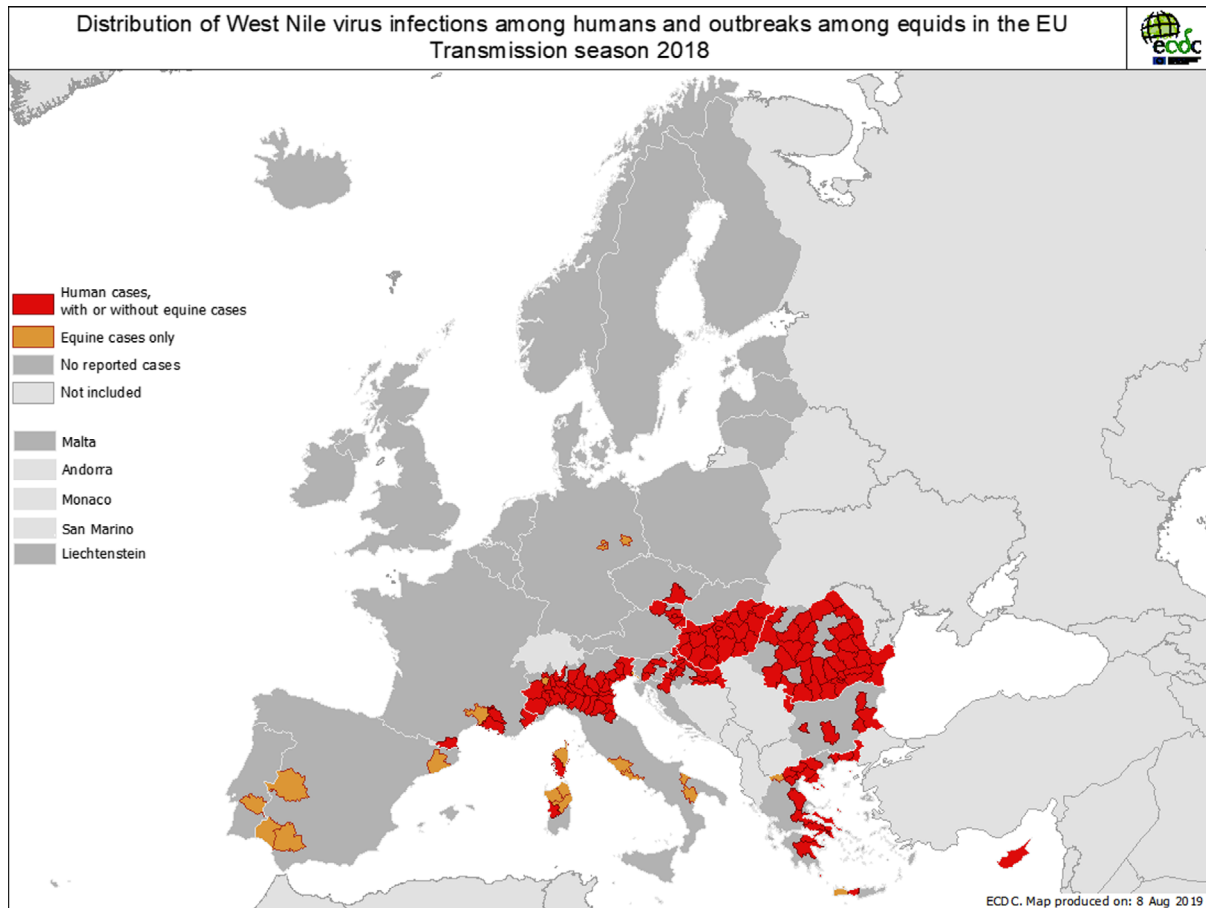 Distribution of West Nile virus infections among humans and outbreaks among equids in the EU
Transmission season 2018
ecdc
Human cases,
with or without equine cases
Equine cases only
No reported cases
Not included
Malta
Andorra
Monaco
San Marino
Liechtenstein
ECDC. Map produced on: 8 Aug 2019